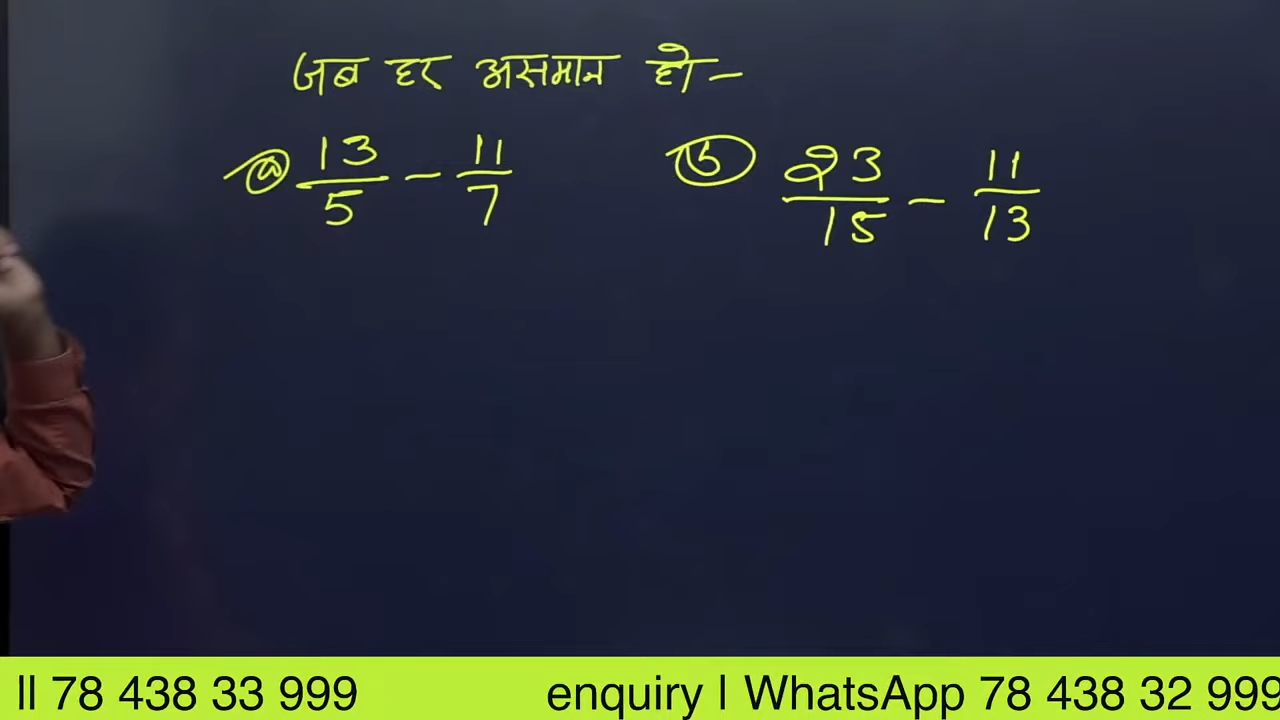 जब हर असमान हो-
(a) 13/5 - 11/7 (b) 23/15 - 11/13
ll 78 438 33 999 enquiry | WhatsApp 78 438 32 999